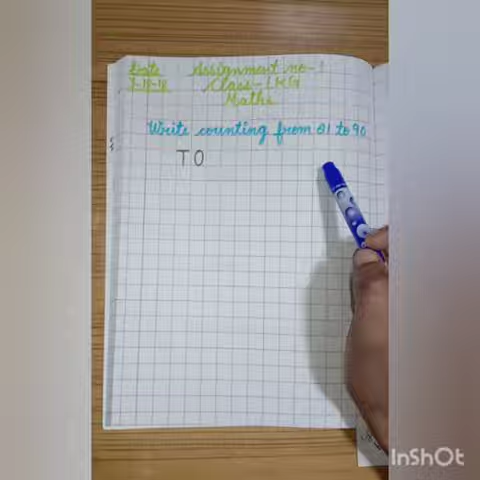 Date Assignment no-1
Class-LKG
Maths
Write counting from 81 to 90
T O
InShOt